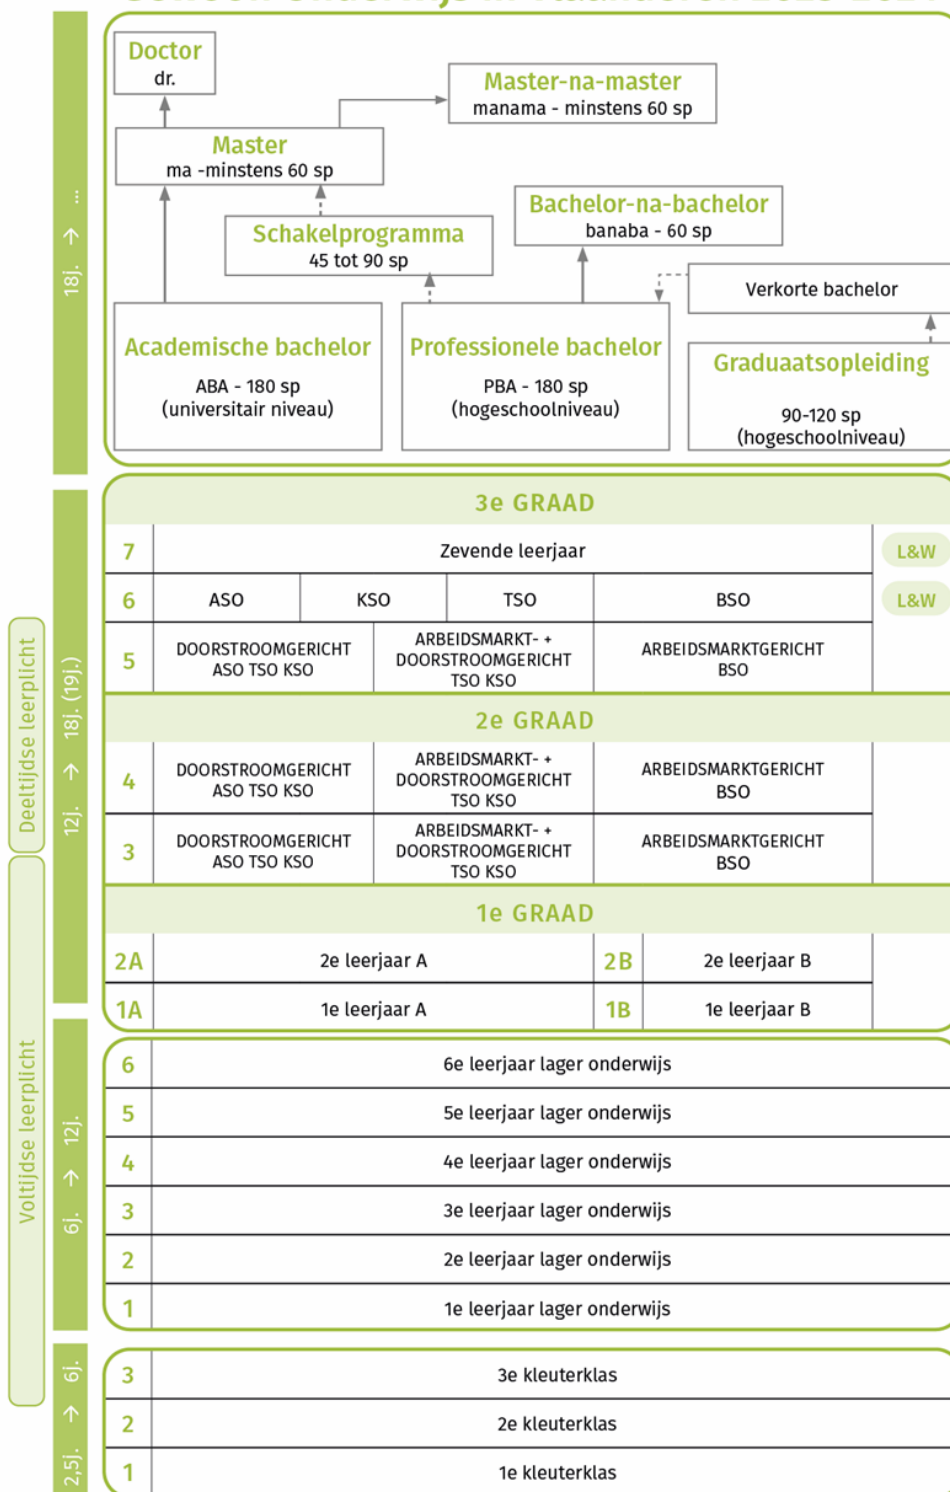 Doctor
dr.
Master-na-master
manama - minstens 60 sp
Master
ma -minstens 60 sp
Bachelor-na-bachelor
banaba - 60 sp
Schakelprogramma
45 tot 90 sp
Verkorte bachelor
Academische bachelor
ABA - 180 sp
(universitair niveau)
Professionele bachelor
PBA - 180 sp
(hogeschoolniveau)
Graduaatsopleiding
90-120 sp
(hogeschoolniveau)
18j. → ...
3e GRAAD
7 Zevende leerjaar L&W
6 ASO KSO TSO BSO L&W
5
DOORSTROOMGERICHT
ASO TSO KSO
ARBEIDSMARKT- +
DOORSTROOMGERICHT
TSO KSO
ARBEIDSMARKTGERICHT
BSO
2e GRAAD
4
DOORSTROOMGERICHT
ASO TSO KSO
ARBEIDSMARKT- +
DOORSTROOMGERICHT
TSO KSO
ARBEIDSMARKTGERICHT
BSO
3
DOORSTROOMGERICHT
ASO TSO KSO
ARBEIDSMARKT- +
DOORSTROOMGERICHT
TSO KSO
ARBEIDSMARKTGERICHT
BSO
1e GRAAD
2A 2e leerjaar A 2B 2e leerjaar B
1A 1e leerjaar A 1B 1e leerjaar B
12j. → 18j. (19j.)
Deeltijdse leerplicht
6 6e leerjaar lager onderwijs
5 5e leerjaar lager onderwijs
4 4e leerjaar lager onderwijs
3 3e leerjaar lager onderwijs
2 2e leerjaar lager onderwijs
1 1e leerjaar lager onderwijs
6j. → 12j.
Voltijdse leerplicht
3 3e kleuterklas
2 2e kleuterklas
1 1e kleuterklas
2,5j. → 6j.